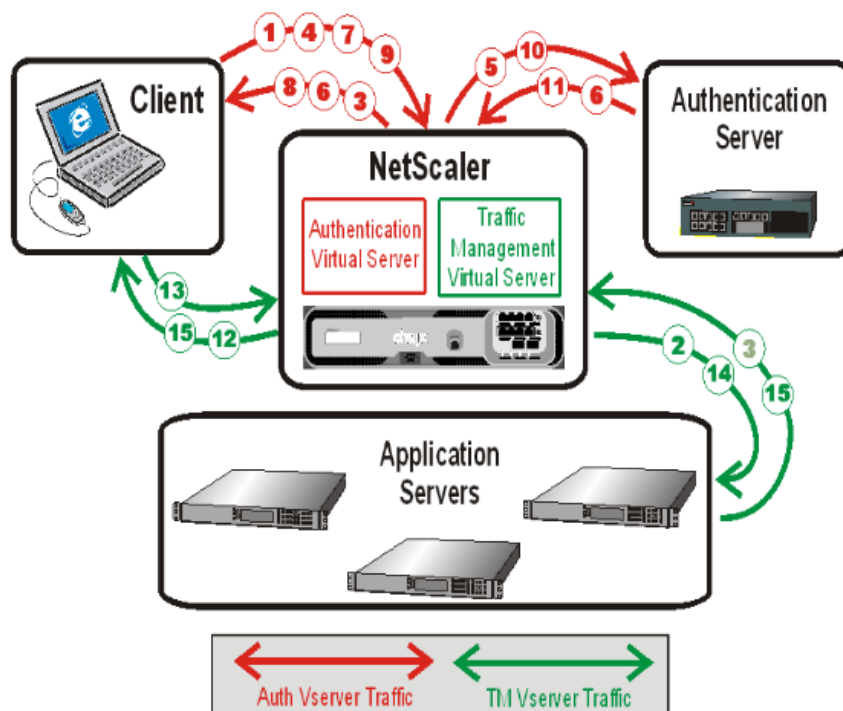 1 4 7 9
8 6 3
5 10
11 6
Client
NetScaler
Authentication
Virtual Server
Traffic
Management
Virtual Server
Authentication
Server
13
15 12
citrix
2
14
3
15
Application
Servers
Auth Vserver Traffic
TM Vserver Traffic